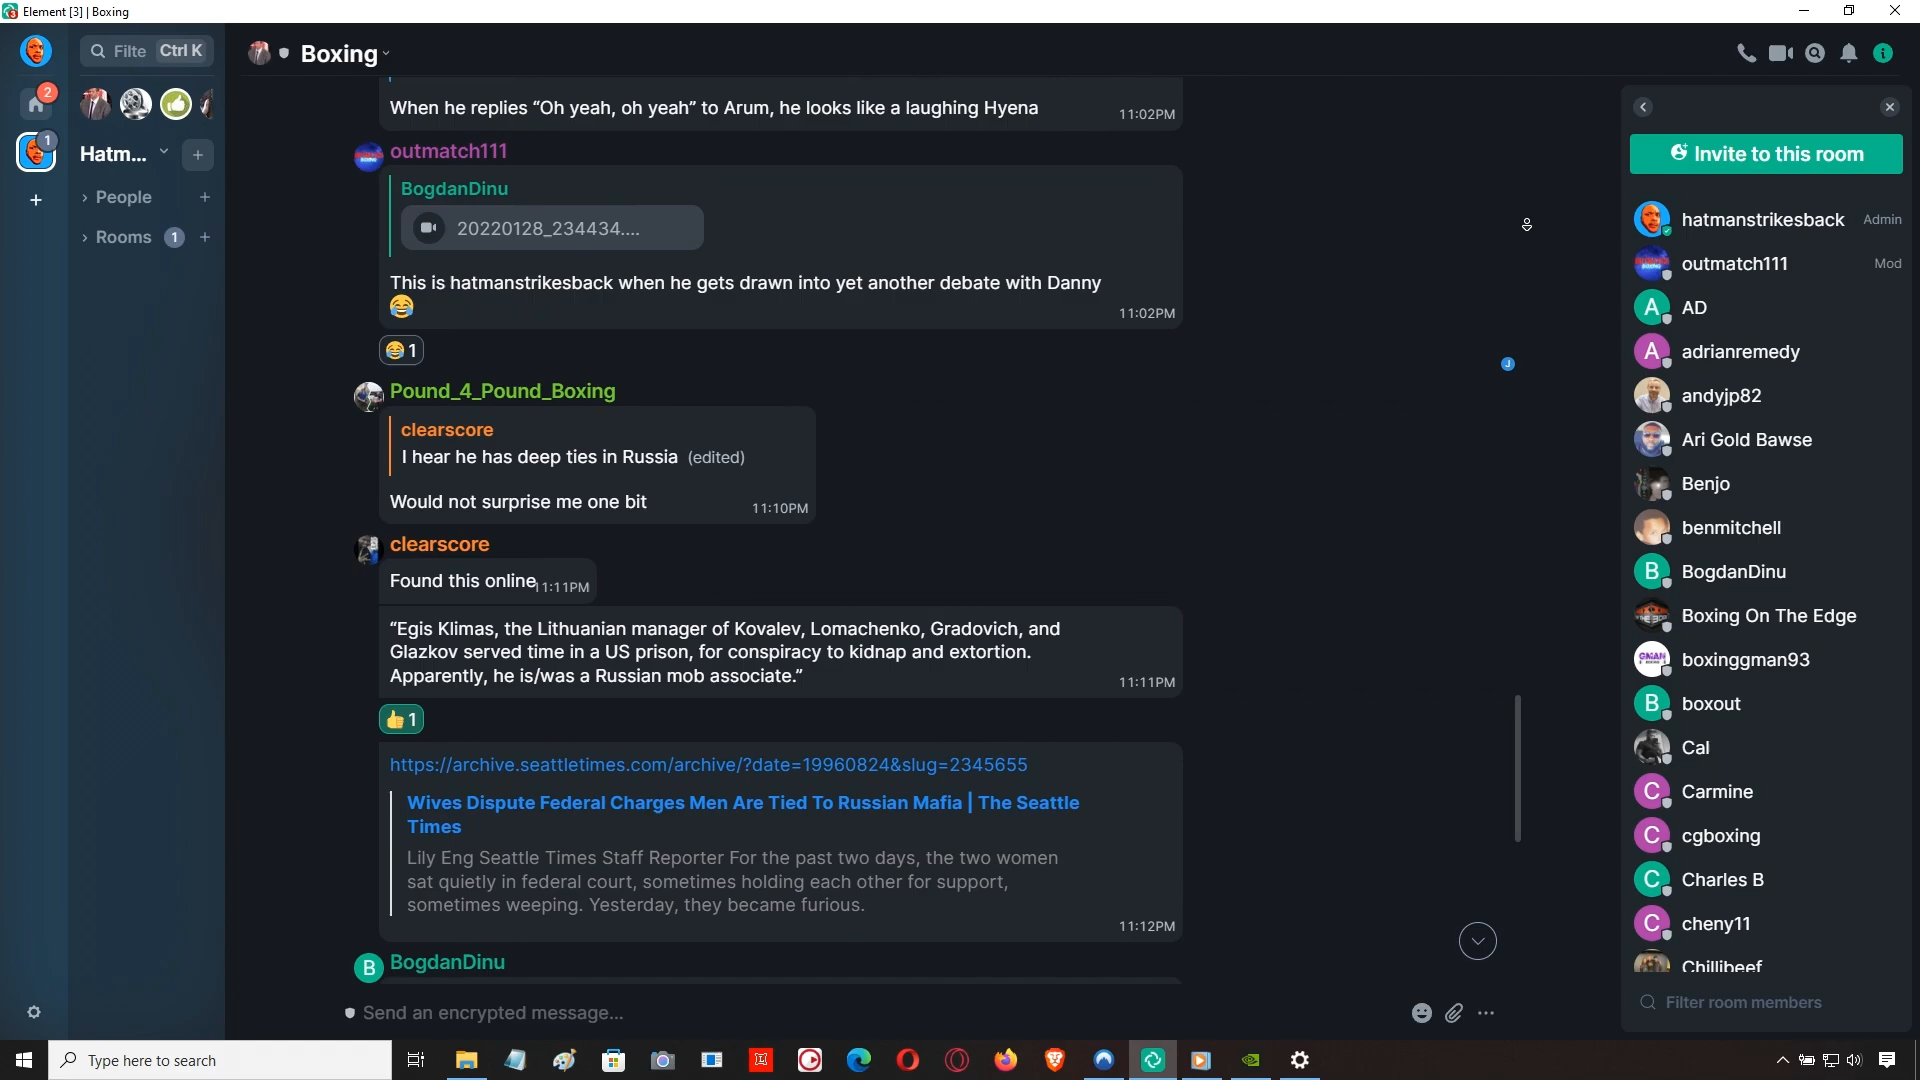 Element [3] | Boxing
Filte Ctrl K
Boxing
2
1
Hatm...
People
Rooms 1
When he replies “Oh yeah, oh yeah” to Arum, he looks like a laughing Hyena
11:02PM
outmatch111
BogdanDinu
20220128_234434....
This is hatmanstrikesback when he gets drawn into yet another debate with Danny
😂
11:02PM
😂 1
Pound_4_Pound_Boxing
clearscore
I hear he has deep ties in Russia (edited)
Would not surprise me one bit
11:10PM
clearscore
Found this online
11:11PM
“Egis Klimas, the Lithuanian manager of Kovalev, Lomachenko, Gradovich, and
Glazkov served time in a US prison, for conspiracy to kidnap and extortion.
Apparently, he is/was a Russian mob associate.”
11:11PM
👍 1
https://archive.seattletimes.com/archive/?date=19960824&slug=2345655
Wives Dispute Federal Charges Men Are Tied To Russian Mafia | The Seattle
Times
Lily Eng Seattle Times Staff Reporter For the past two days, the two women
sat quietly in federal court, sometimes holding each other for support,
sometimes weeping. Yesterday, they became furious.
11:12PM
B BogdanDinu
J
Send an encrypted message...
Invite to this room
hatmanstrikesback Admin
outmatch111 Mod
A AD
A adrianremedy
andyjp82
Ari Gold Bawse
Benjo
benmitchell
B BogdanDinu
Boxing On The Edge
GMAN boxinggman93
B boxout
Cal
C Carmine
C cgboxing
C Charles B
C cheny11
Chillibeef
Filter room members
Type here to search